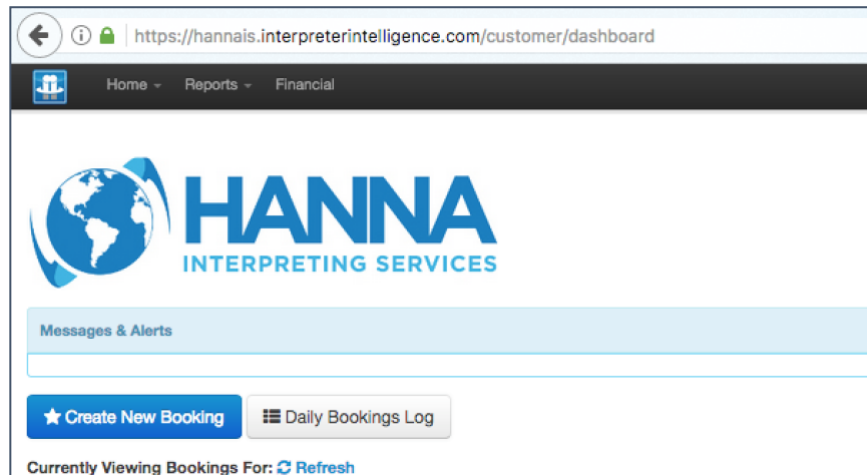 https://hannais.interpreterintelligence.com/customer/dashboard
Home Reports Financial
HANNA
INTERPRETING SERVICES
Messages & Alerts
Create New Booking Daily Bookings Log
Currently Viewing Bookings For: Refresh